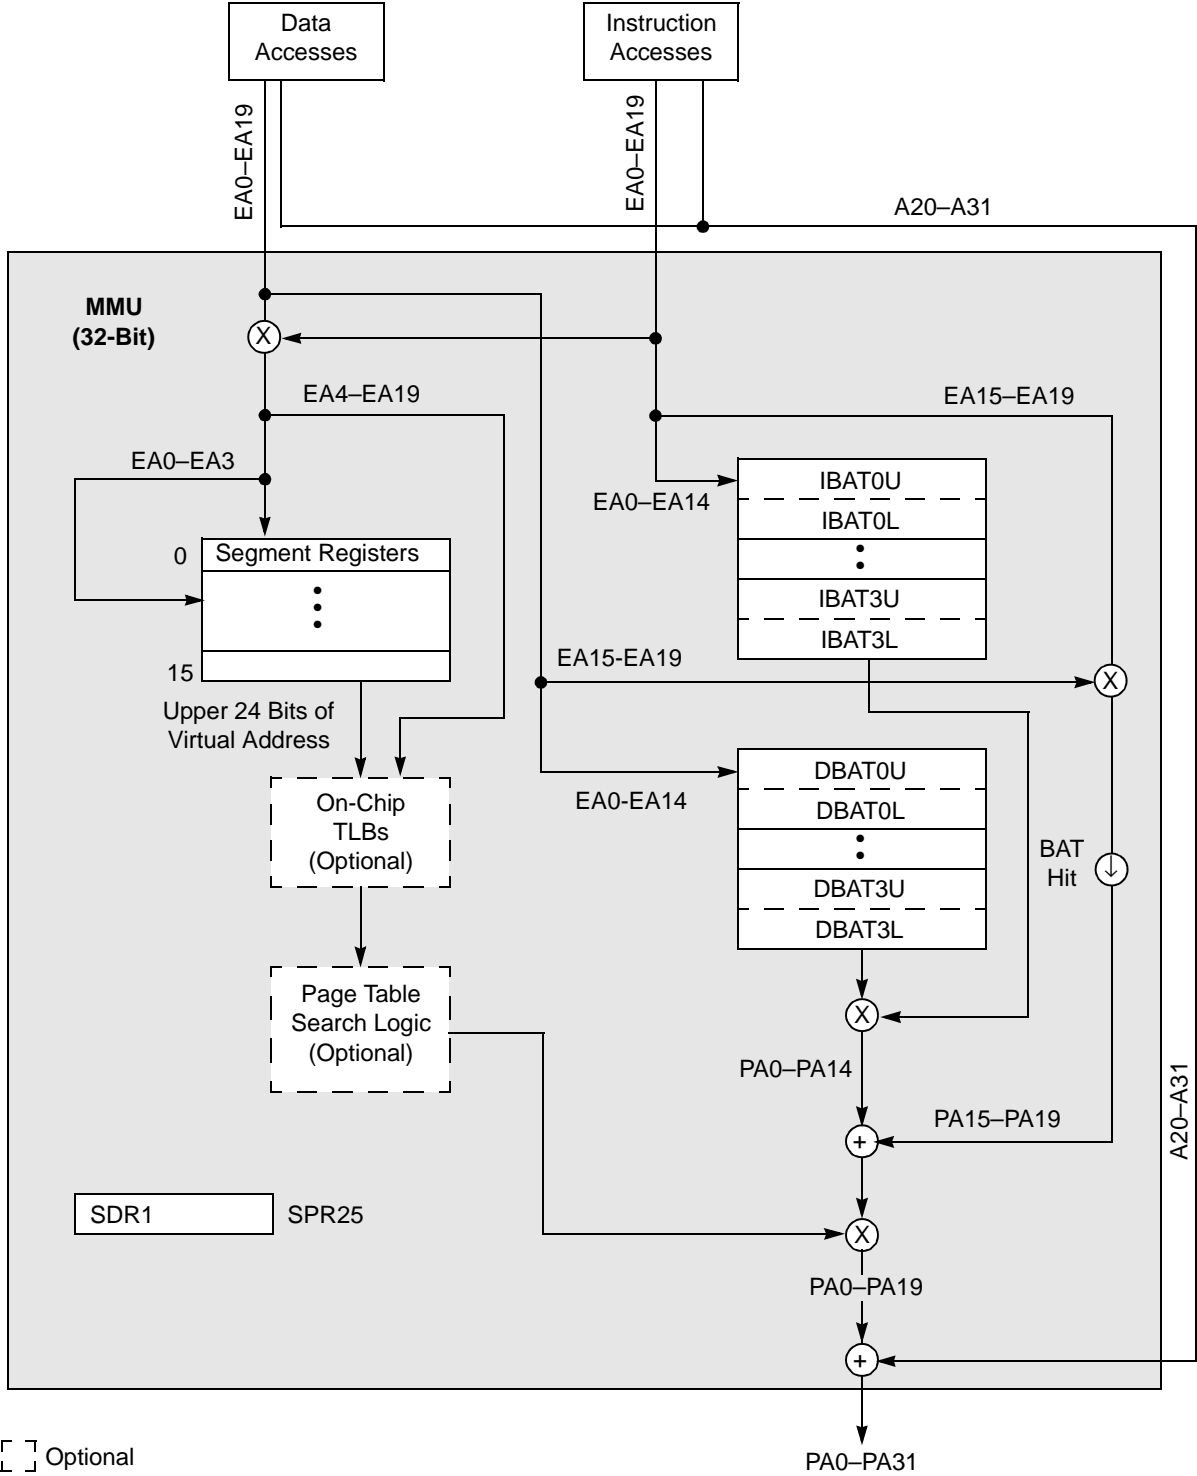 Data
Accesses
Instruction
Accesses
EA0–EA19
EA0–EA19
A20–A31
MMU
(32-Bit)
X
EA4–EA19
EA15–EA19
EA0–EA3
EA0–EA14
IBAT0U
IBAT0L
IBAT3U
IBAT3L
0
Segment Registers
15
EA15-EA19
X
Upper 24 Bits of
Virtual Address
On-Chip
TLBs
(Optional)
EA0-EA14
DBAT0U
DBAT0L
DBAT3U
DBAT3L
BAT
Hit
Page Table
Search Logic
(Optional)
X
PA0–PA14
PA15–PA19
+
A20–A31
SDR1
SPR25
X
PA0–PA19
+
Optional
PA0–PA31